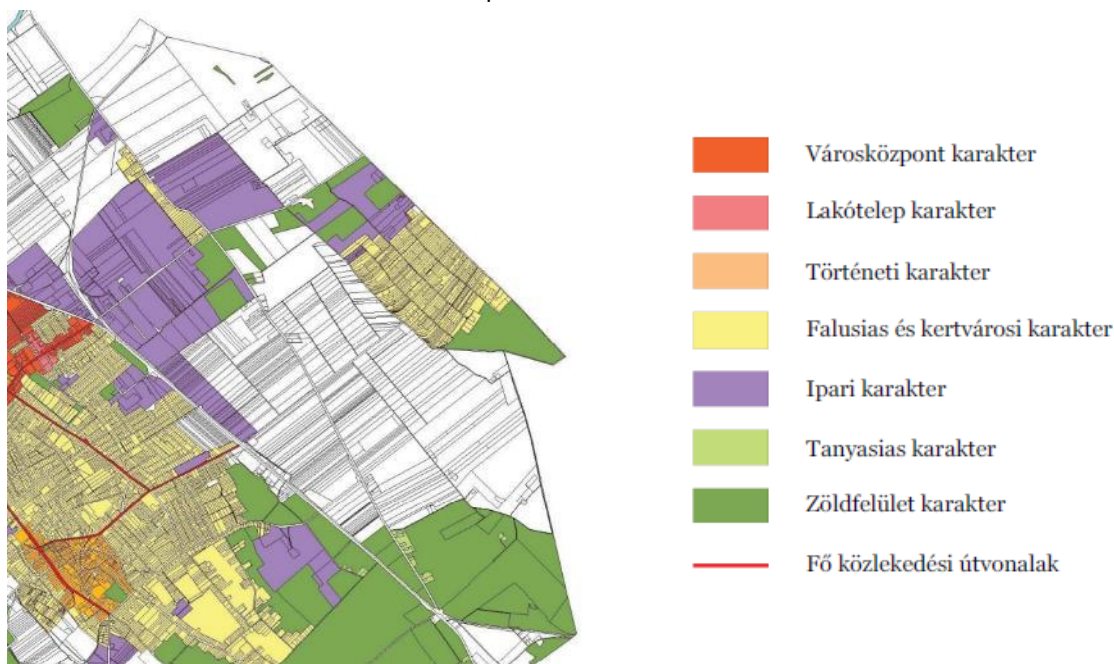 Városközpont karakter
Lakótelep karakter
Történeti karakter
Falusias és kertvárosi karakter
Ipari karakter
Tanyasias karakter
Zöldfelület karakter
Fő közlekedési útvonalak